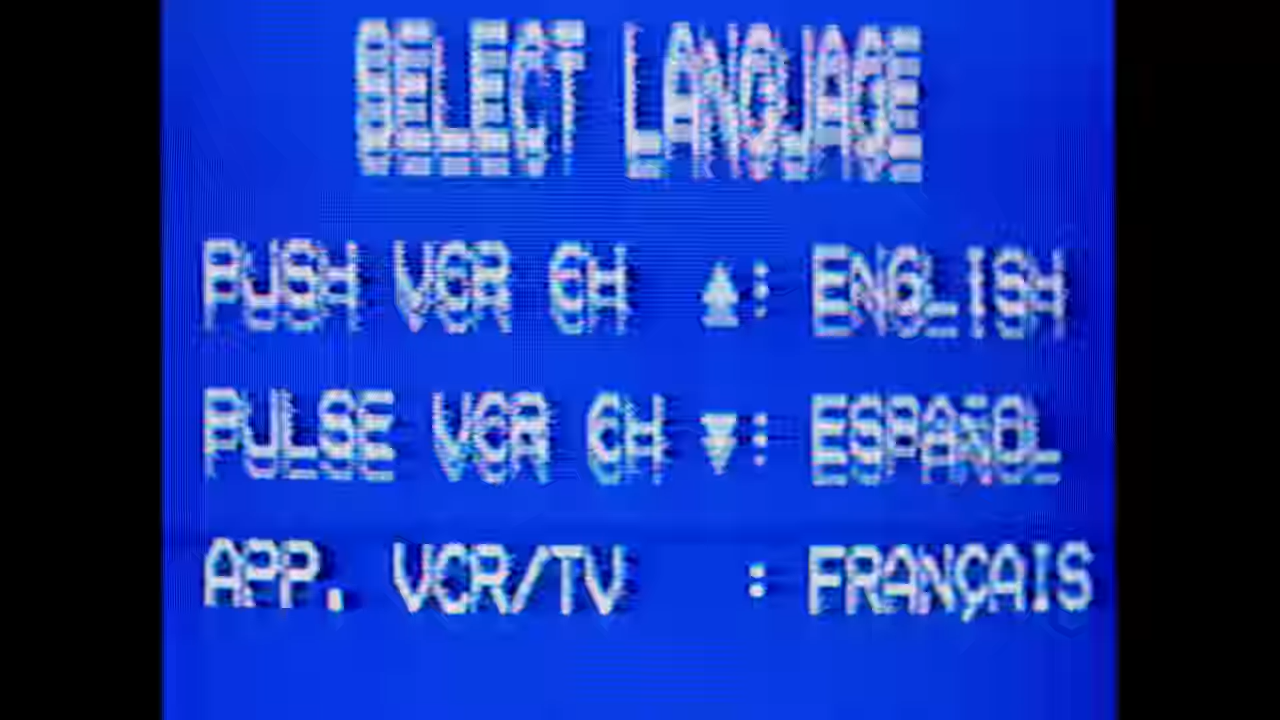 SELECT LANGUAGE
PUSH VCR CH ▲: ENGLISH
PULSE VCR CH ▼: ESPAÑOL
APP. VCR/TV : FRANÇAIS